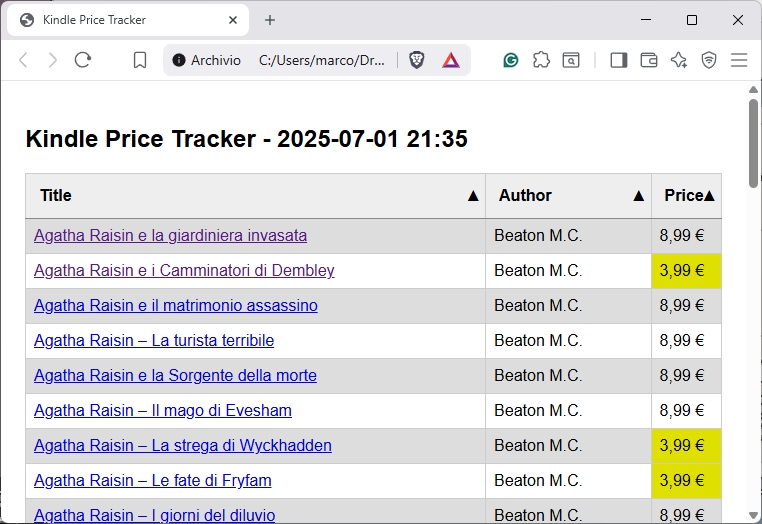 Kindle Price Tracker
Archivio C:/Users/marco/Dr...
Kindle Price Tracker - 2025-07-01 21:35
Title ▲ Author ▲ Price▲
Agatha Raisin e la giardiniera invasata Beaton M.C. 8,99 €
Agatha Raisin e i Camminatori di Dembley Beaton M.C. 3,99 €
Agatha Raisin e il matrimonio assassino Beaton M.C. 8,99 €
Agatha Raisin – La turista terribile Beaton M.C. 8,99 €
Agatha Raisin e la Sorgente della morte Beaton M.C. 8,99 €
Agatha Raisin – Il mago di Evesham Beaton M.C. 8,99 €
Agatha Raisin – La strega di Wyckhadden Beaton M.C. 3,99 €
Agatha Raisin – Le fate di Fryfam Beaton M.C. 3,99 €
Agatha Raisin – I giorni del diluvio Beaton M.C. 8,99 €